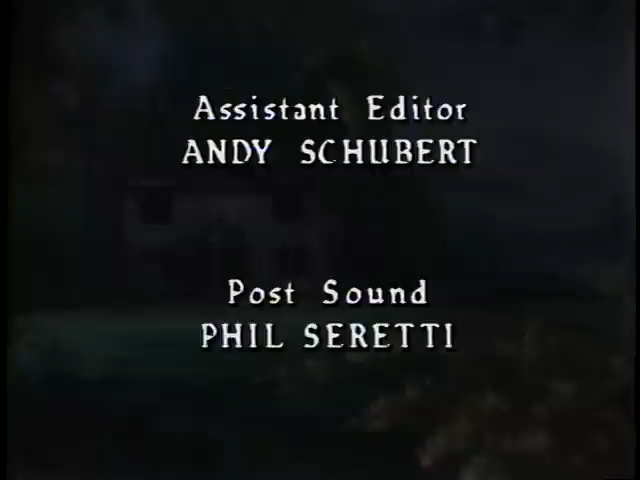 Assistant Editor
ANDY SCHUBERT
Post Sound
PHIL SERETTI